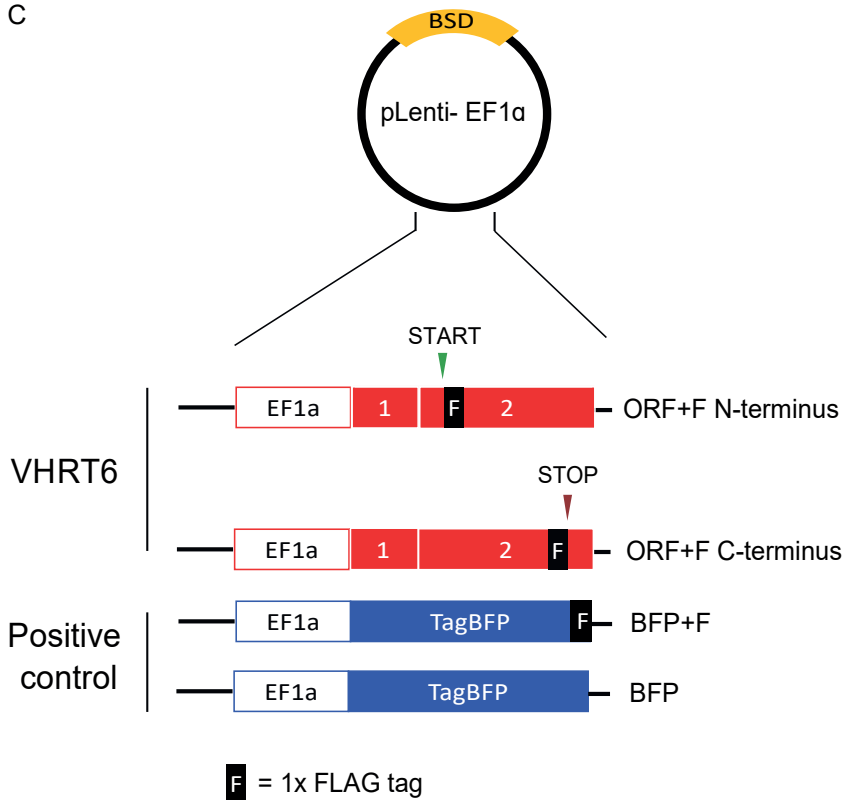 C
BSD
pLenti- EF1α
START
EF1a 1 F 2 ORF+F N-terminus
VHRT6
STOP
EF1a 1 2 F ORF+F C-terminus
Positive control
EF1a TagBFP F BFP+F
EF1a TagBFP BFP
F = 1x FLAG tag